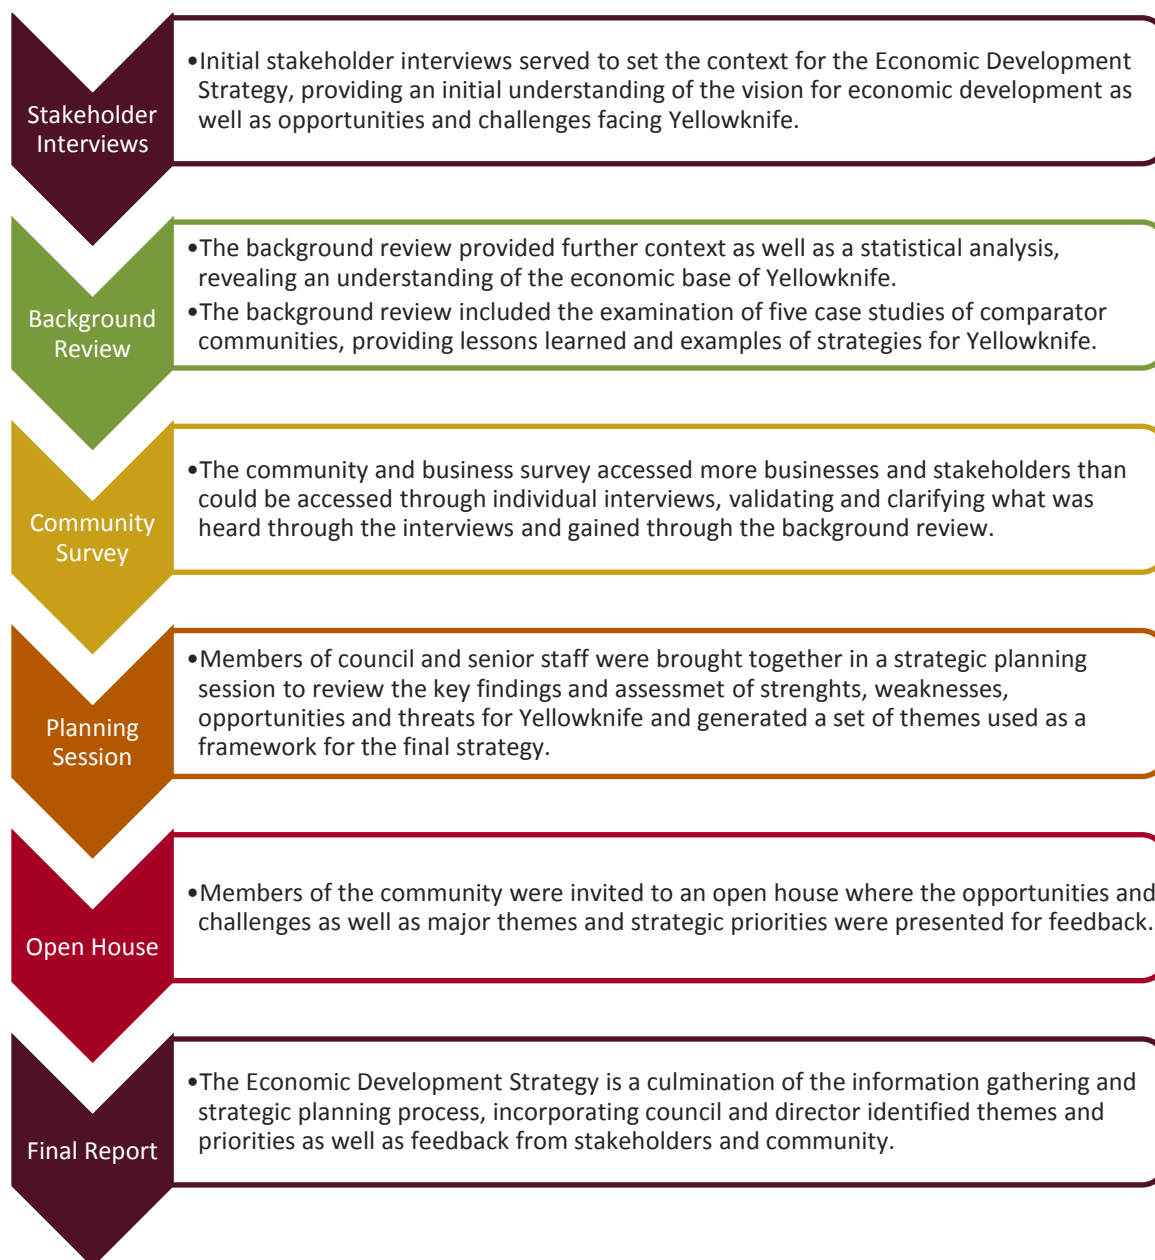 Stakeholder
Interviews
•Initial stakeholder interviews served to set the context for the Economic Development
Strategy, providing an initial understanding of the vision for economic development as
well as opportunities and challenges facing Yellowknife.
Background
Review
•The background review provided further context as well as a statistical analysis,
revealing an understanding of the economic base of Yellowknife.
•The background review included the examination of five case studies of comparator
communities, providing lessons learned and examples of strategies for Yellowknife.
Community
Survey
•The community and business survey accessed more businesses and stakeholders than
could be accessed through individual interviews, validating and clarifying what was
heard through the interviews and gained through the background review.
Planning
Session
•Members of council and senior staff were brought together in a strategic planning
session to review the key findings and assessmet of strenghts, weaknesses,
opportunities and threats for Yellowknife and generated a set of themes used as a
framework for the final strategy.
Open House
•Members of the community were invited to an open house where the opportunities and
challenges as well as major themes and strategic priorities were presented for feedback.
Final Report
•The Economic Development Strategy is a culmination of the information gathering and
strategic planning process, incorporating council and director identified themes and
priorities as well as feedback from stakeholders and community.